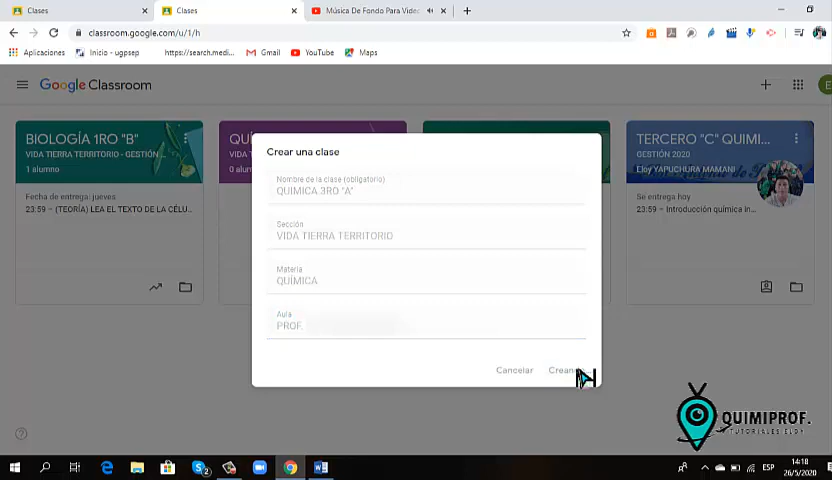 Clases
Clases
Música De Fondo Para Video
classroom.google.com/u/1/h
Aplicaciones
Inicio - ugpsep
https://search.medi...
Gmail
YouTube
Maps
Google Classroom
E
BIOLOGÍA 1RO "B"
VIDA TIERRA TERRITORIO - GESTIÓN ...
1 alumno
Fecha de entrega: jueves
23:59 – (TEORÍA) LEA EL TEXTO DE LA CÉLU...
VIDA T
0 alum
TERCERO "C" QUIMI...
GESTIÓN 2020
Eloy YAPUCHURA MAMANI
Se entrega hoy
23:59 – Introducción química in...
Crear una clase
Nombre de la clase (obligatorio)
QUIMICA 3RO "A"
Sección
VIDA TIERRA TERRITORIO
Materia
QUÍMICA
Aula
PROF.
Cancelar
QUIMIPROF.
TUTORIALES ELOY
ESP
14:18
26/5/2020